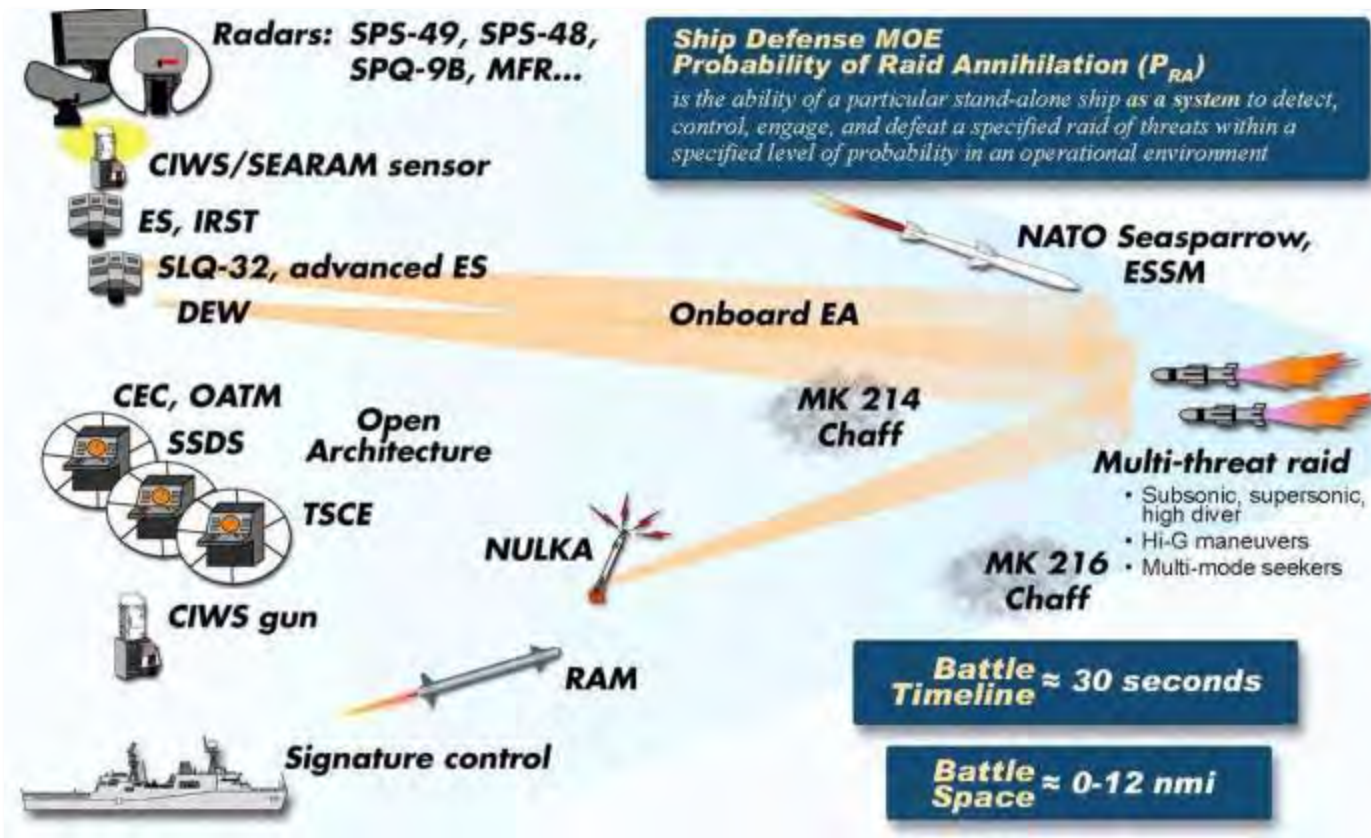 Radars: SPS-49, SPS-48,
SPQ-9B, MFR...
Ship Defense MOE
Probability of Raid Annihilation (PRA)
is the ability of a particular stand-alone ship as a system to detect,
control, engage, and defeat a specified raid of threats within a
specified level of probability in an operational environment
CIWS/SEARAM sensor
ES, IRST
SLQ-32, advanced ES
DEW
Onboard EA
NATO Seasparrow,
ESSM
CEC, OATM
SSDS
Open
Architecture
TSCE
MK 214
Chaff
Multi-threat raid
• Subsonic, supersonic,
high diver
• Hi-G maneuvers
• Multi-mode seekers
NULKA
MK 216
Chaff
CIWS gun
RAM
Signature control
Battle
Timeline ≈ 30 seconds
Battle
Space ≈ 0-12 nmi